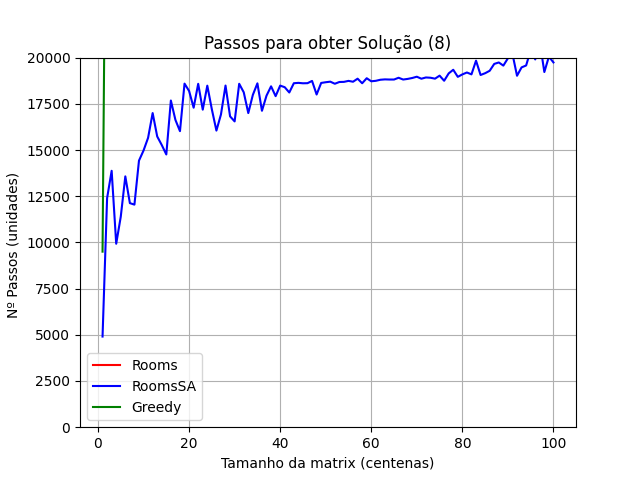 Passos para obter Solução (8)
20000
17500
15000
12500
10000
7500
5000
2500
0
Nº Passos (unidades)
Rooms
RoomsSA
Greedy
0 20 40 60 80 100
Tamanho da matrix (centenas)